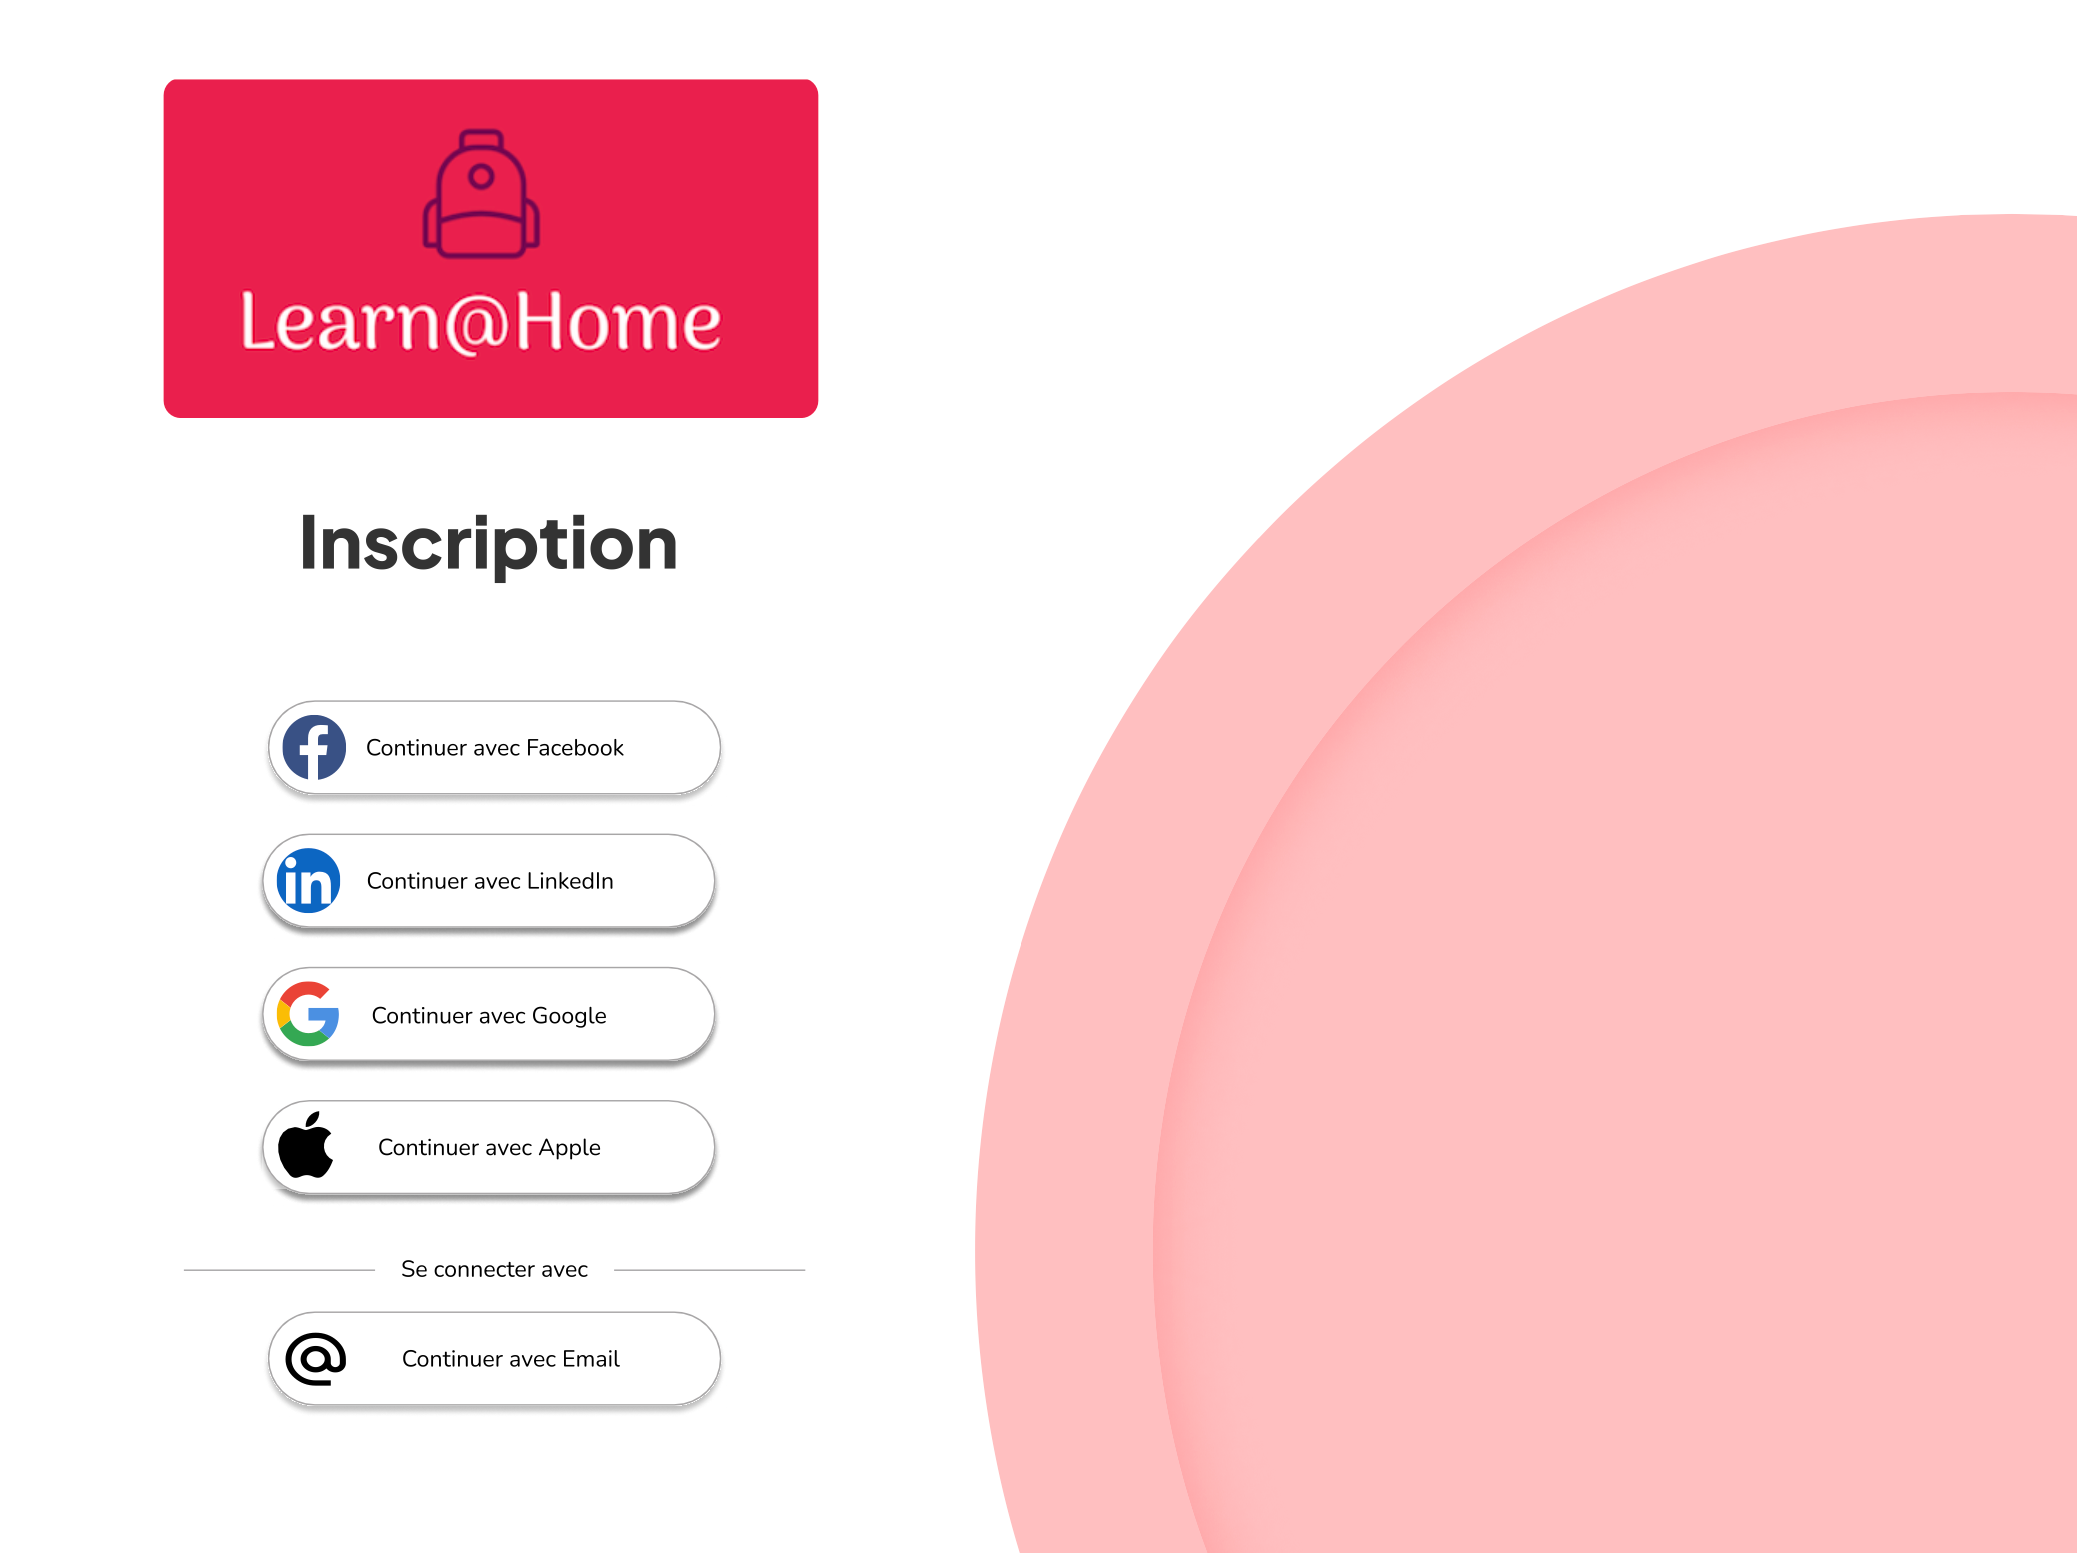 Learn@Home
Inscription
Continuer avec Facebook
Continuer avec LinkedIn
Continuer avec Google
Continuer avec Apple
Se connecter avec
Continuer avec Email